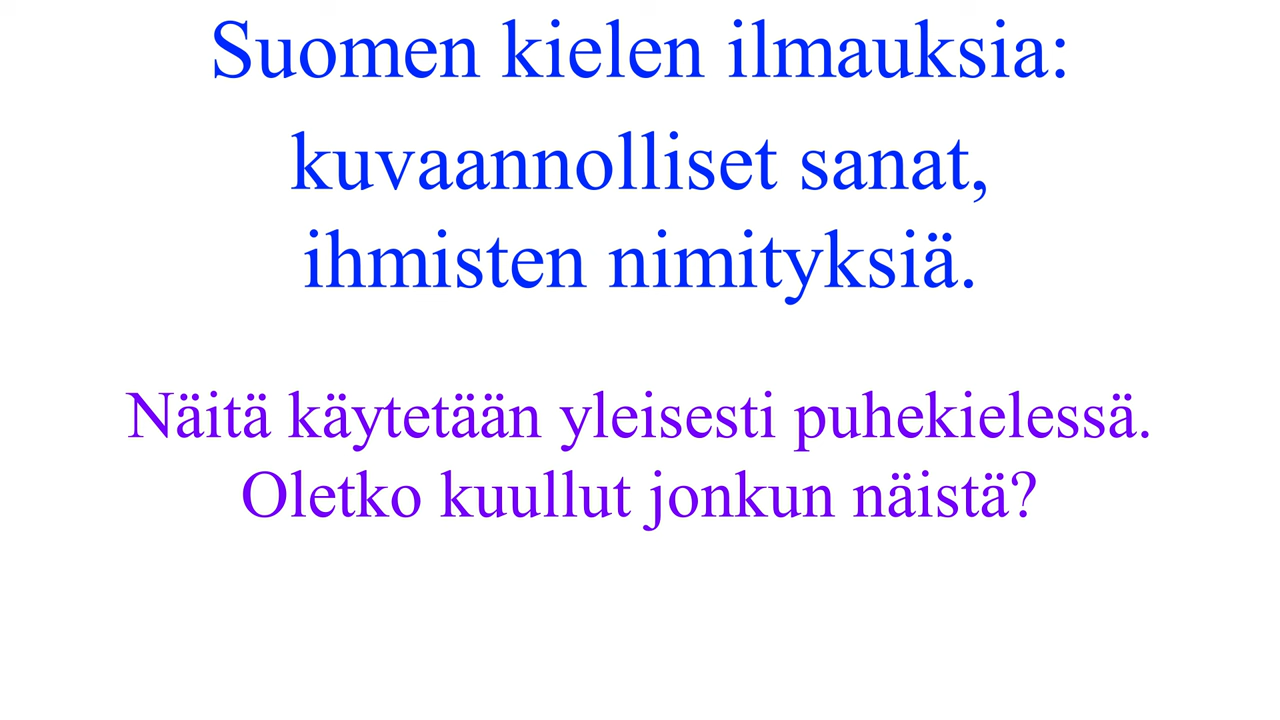 Suomen kielen ilmauksia:
kuvaannolliset sanat,
ihmisten nimityksiä.
Näitä käytetään yleisesti puhekielessä.
Oletko kuullut jonkun näistä?